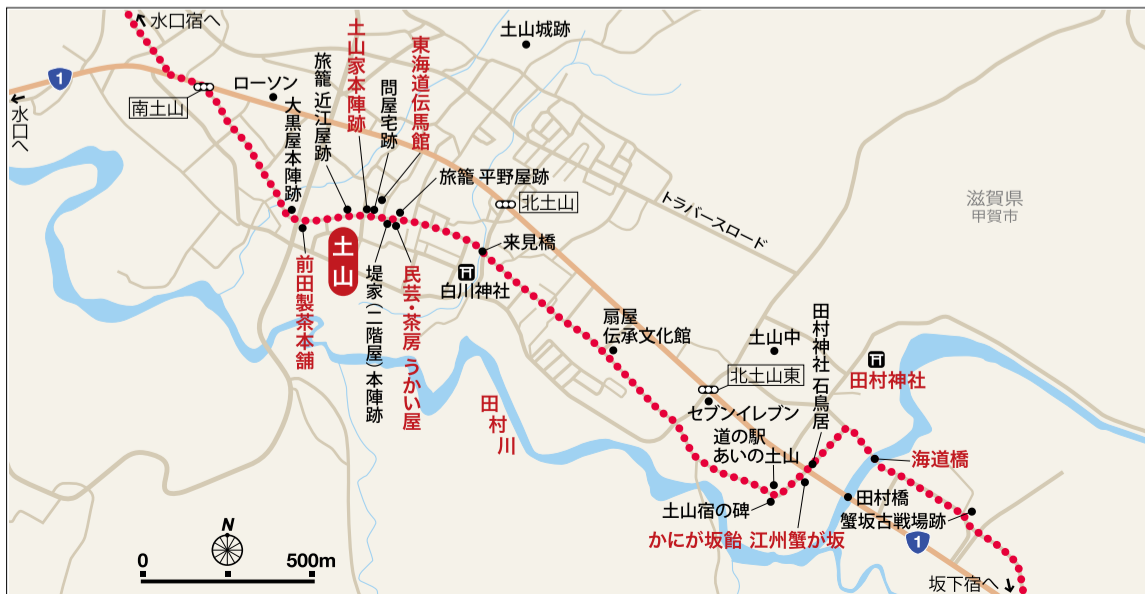 水口宿へ
1
水口へ
南土山
ローソン
大黒屋本陣跡
旅籠 近江屋跡
土山家本陣跡
問屋宅跡
東海道伝馬館
旅籠 平野屋跡
土山城跡
北土山
トラバースロード
滋賀県
甲賀市
土山
前田製茶本舗
堤家(二階屋)本陣跡
民芸・茶房 うかい屋
白川神社
来見橋
田村川
扇屋
伝承文化館
土山中
北土山東
セブンイレブン
道の駅
あいの土山
土山宿の碑
田村神社 石鳥居
田村神社
海道橋
田村橋
蟹坂古戦場跡
かにが坂飴 江州蟹が坂
1
坂下宿へ
N
0
500m